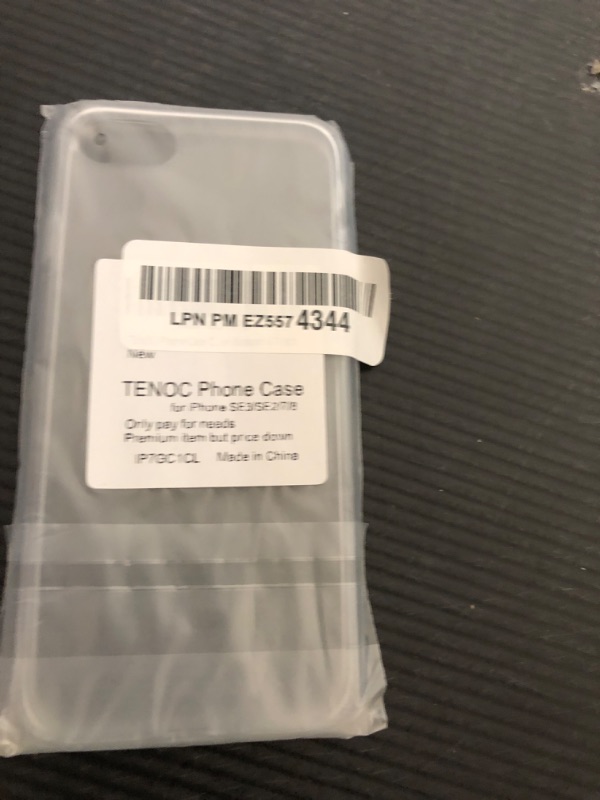 LPN PM EZ557 4344
New
TENOC Phone Case
for Phone SE3/SE2/7/8
Only pay for needs
Premium item but price down
IP7GC1CL Made in China